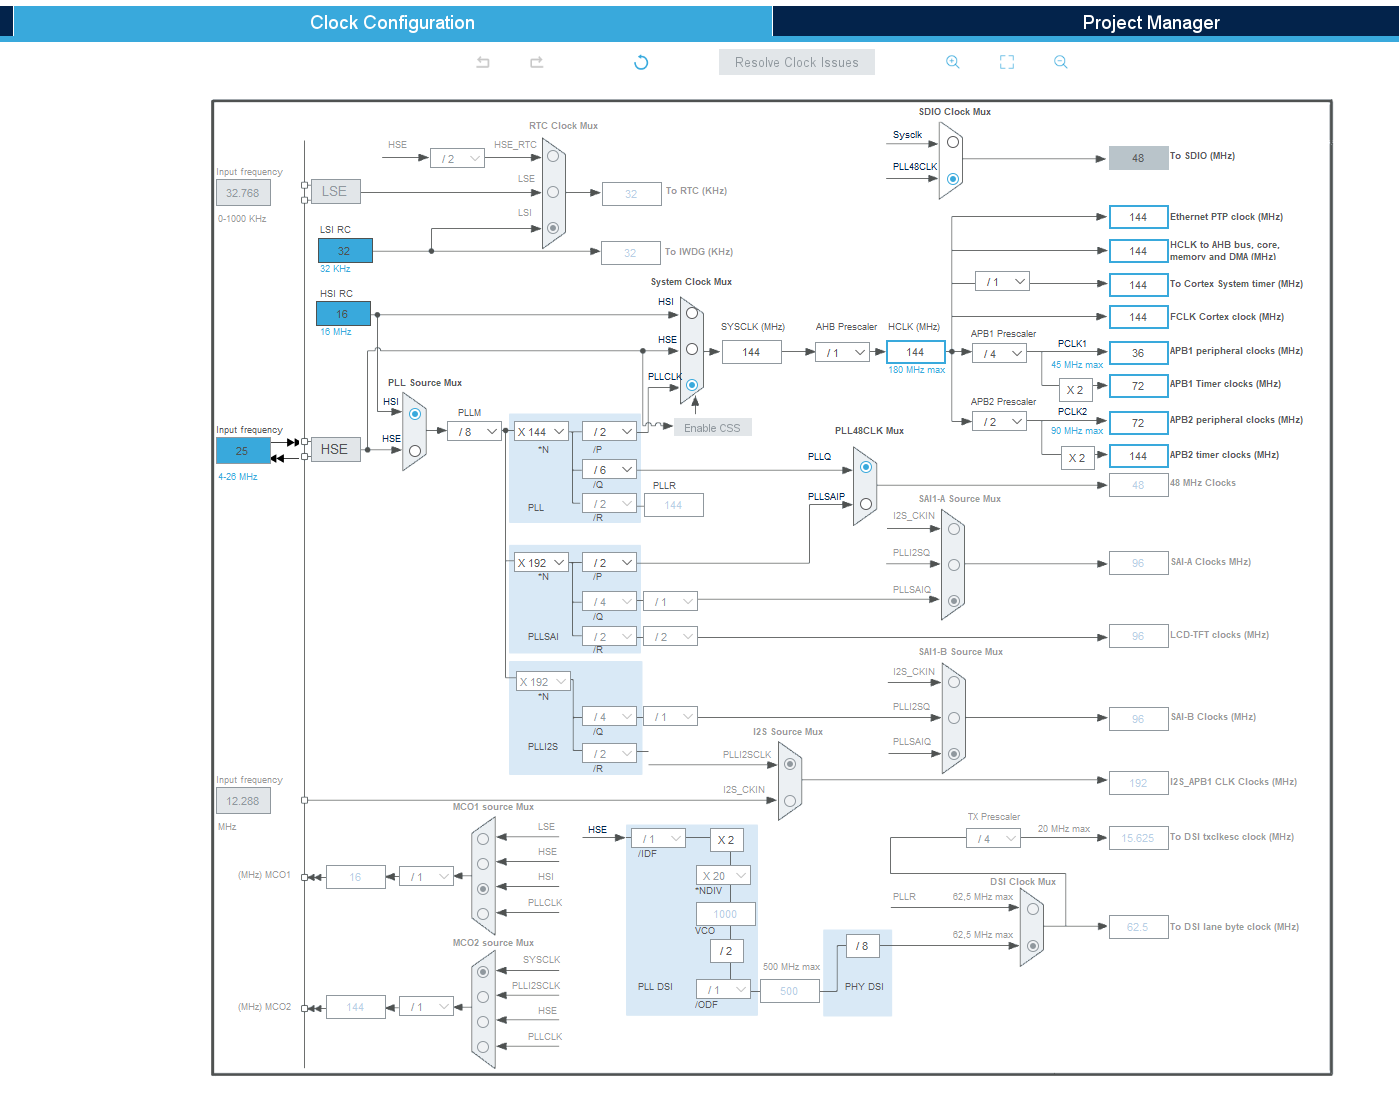 Clock Configuration
Project Manager
Resolve Clock Issues
SDIO Clock Mux
RTC Clock Mux
Sysclk
HSE
/ 2
HSE_RTC
PLL48CLK
48
To SDIO (MHz)
Input frequency
32.768
0-1000 KHz
LSE
LSE
32
To RTC (KHz)
LSI
LSI RC
32
32 KHz
32
To IWDG (KHz)
144
Ethernet PTP clock (MHz)
144
HCLK to AHB bus, core,
memory and DMA (MHz)
/ 1
144
To Cortex System timer (MHz)
144
FCLK Cortex clock (MHz)
System Clock Mux
HSI RC
16
16 MHz
HSI
HSE
PLLCLK
SYSCLK (MHz)
144
AHB Prescaler
/ 1
HCLK (MHz)
144
180 MHz max
APB1 Prescaler
/ 4
PCLK1
45 MHz max
36
APB1 peripheral clocks (MHz)
X 2
72
APB1 Timer clocks (MHz)
APB2 Prescaler
/ 2
PCLK2
90 MHz max
72
APB2 peripheral clocks (MHz)
X 2
144
APB2 timer clocks (MHz)
Enable CSS
PLL Source Mux
HSI
HSE
PLLM
/ 8
Input frequency
25
4-26 MHz
HSE
X 144
*N
/ 2
/P
/ 6
/Q
/ 2
/R
PLL
PLLR
144
PLL48CLK Mux
PLLQ
PLLSAIP
48
48 MHz Clocks
X 192
*N
/ 2
/P
/ 4
/Q
/ 1
/ 2
/R
/ 2
PLLSAI
SAI1-A Source Mux
I2S_CKIN
PLLI2SQ
PLLSAIQ
96
SAI-A Clocks MHz)
96
LCD-TFT clocks (MHz)
X 192
*N
/ 4
/Q
/ 1
/ 2
/R
PLLI2S
SAI1-B Source Mux
I2S_CKIN
PLLI2SQ
PLLSAIQ
96
SAI-B Clocks (MHz)
I2S Source Mux
PLLI2SCLK
I2S_CKIN
192
I2S_APB1 CLK Clocks (MHz)
Input frequency
12.288
MHz
MCO1 source Mux
LSE
HSE
HSI
PLLCLK
(MHz) MCO1
16
/ 1
MCO2 source Mux
SYSCLK
PLLI2SCLK
HSE
PLLCLK
(MHz) MCO2
144
/ 1
HSE
/ 1
/IDF
X 2
X 20
*NDIV
1000
VCO
/ 2
/ 1
/ODF
PLL DSI
500 MHz max
500
/ 8
PHY DSI
TX Prescaler
/ 4
20 MHz max
15.625
To DSI txclkesc clock (MHz)
DSI Clock Mux
PLLR
62,5 MHz max
62,5 MHz max
62.5
To DSI lane byte clock (MHz)